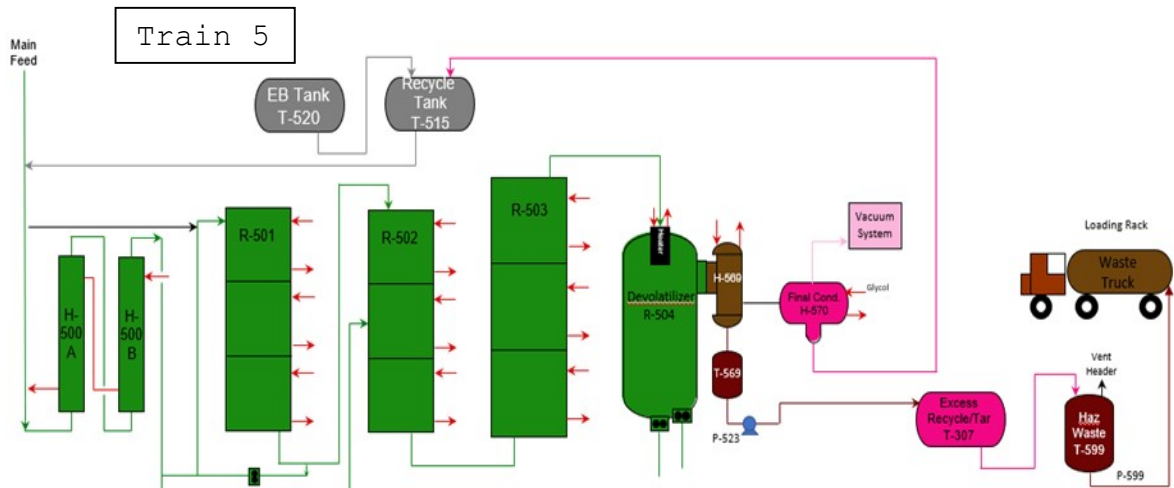 Train 5
Main
Feed
EB Tank
T-520
Recycle
Tank
T-515
R-501
R-502
R-503
H-
500
A
H-
500
B
Heater
Devolatilizer
R-504
H-569
T-569
Vacuum
System
Final Cond.
H-570
Glycol
P-523
Excess
Recycle/Tar
T-307
Loading Rack
Waste
Truck
Vent
Header
Haz
Waste
T-599
P-599